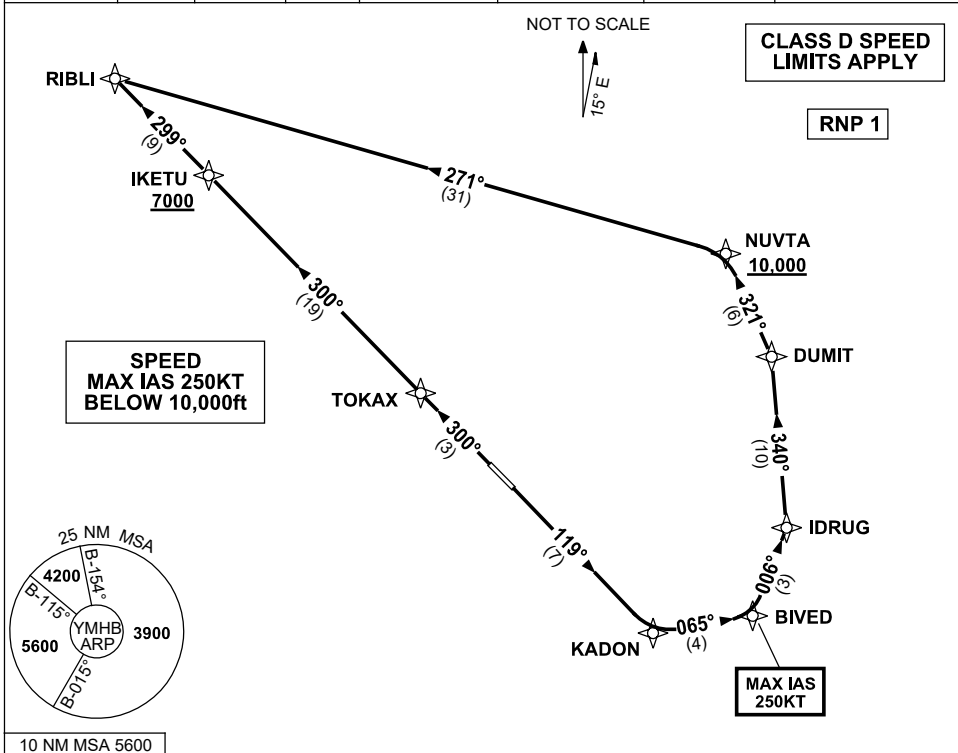 NOT TO SCALE
15° E
CLASS D SPEED
LIMITS APPLY
RNP 1
RIBLI
299°
(9)
IKETU
7000
271°
(31)
NUVTA
10,000
321°
(6)
DUMIT
300°
(19)
SPEED
MAX IAS 250KT
BELOW 10,000ft
TOKAX
300°
(3)
340°
(10)
IDRUG
119°
(7)
006°
(3)
BIVED
065°
(4)
KADON
MAX IAS
250KT
25 NM MSA
B-154°
4200
B-115°
YMHB
ARP
3900
5600
B-015°
10 NM MSA 5600